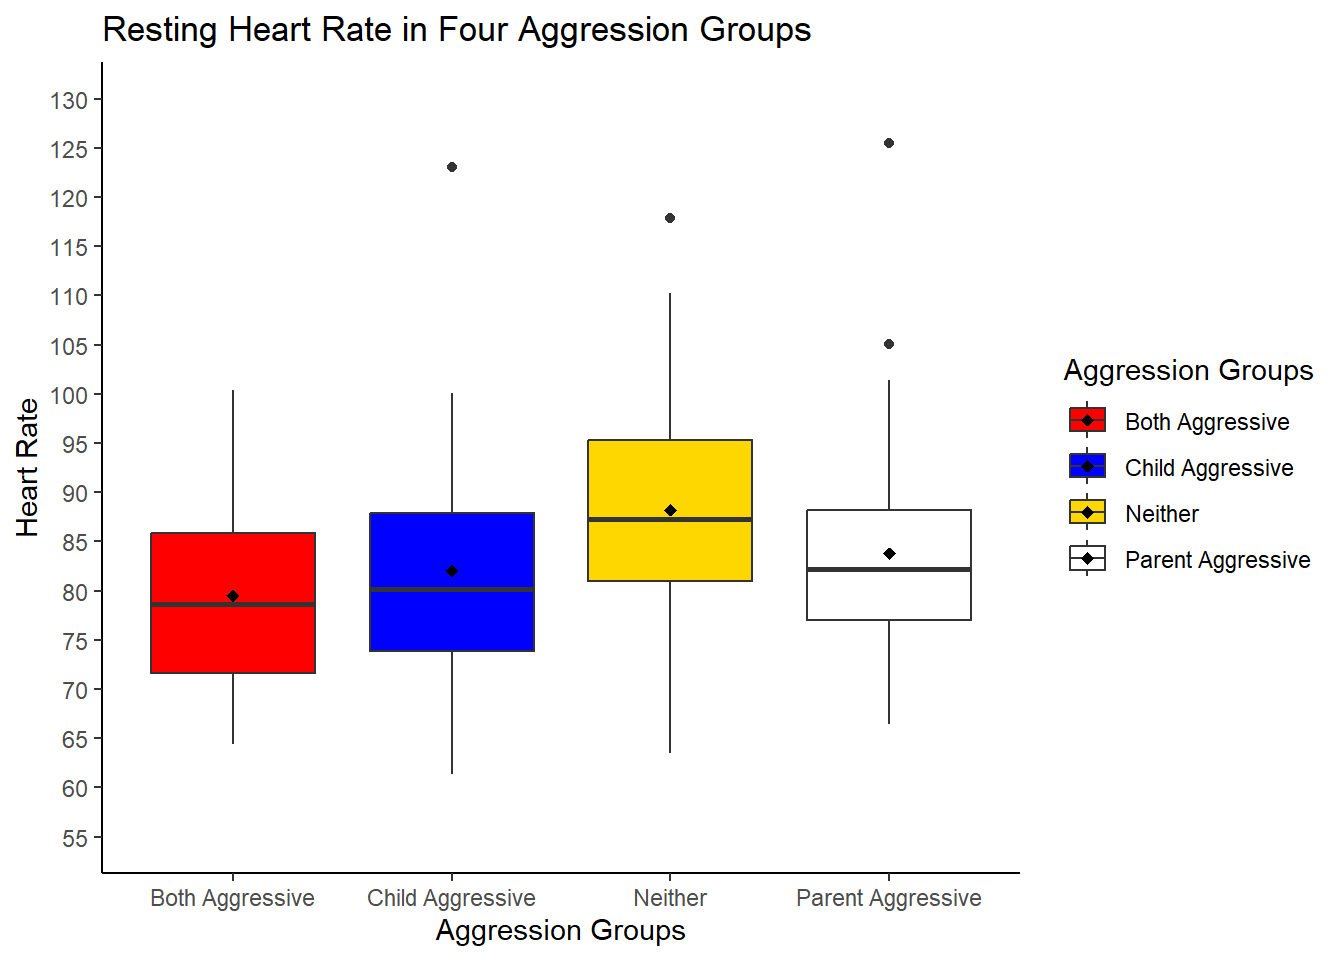 Resting Heart Rate in Four Aggression Groups
Heart Rate
130
125
120
115
110
105
100
95
90
85
80
75
70
65
60
55
Both Aggressive
Child Aggressive
Neither
Parent Aggressive
Aggression Groups
Aggression Groups
Both Aggressive
Child Aggressive
Neither
Parent Aggressive